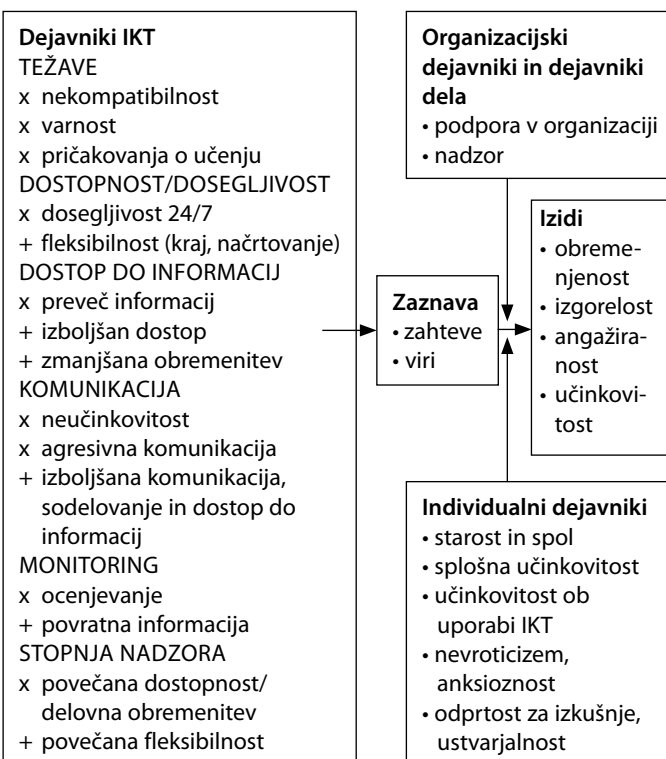 Dejavniki IKT
TEŽAVE
x nekompatibilnost
x varnost
x pričakovanja o učenju
DOSTOPNOST/DOSEGLJIVOST
x dosegljivost 24/7
+ fleksibilnost (kraj, načrtovanje)
DOSTOP DO INFORMACIJ
x preveč informacij
+ izboljšan dostop
+ zmanjšana obremenitev
KOMUNIKACIJA
x neučinkovitost
x agresivna komunikacija
+ izboljšana komunikacija,
sodelovanje in dostop do
informacij
MONITORING
x ocenjevanje
+ povratna informacija
STOPNJA NADZORA
x povečana dostopnost/
delovna obremenitev
+ povečana fleksibilnost
Zaznava
• zahteve
• viri
Organizacijski
dejavniki in dejavniki
dela
• podpora v organizaciji
• nadzor
Izidi
• obreme-
njenost
• izgorelost
• angažira-
nost
• učinkovi-
tost
Individualni dejavniki
• starost in spol
• splošna učinkovitost
• učinkovitost ob
uporabi IKT
• nevroticizem,
anksioznost
• odprtost za izkušnje,
ustvarjalnost